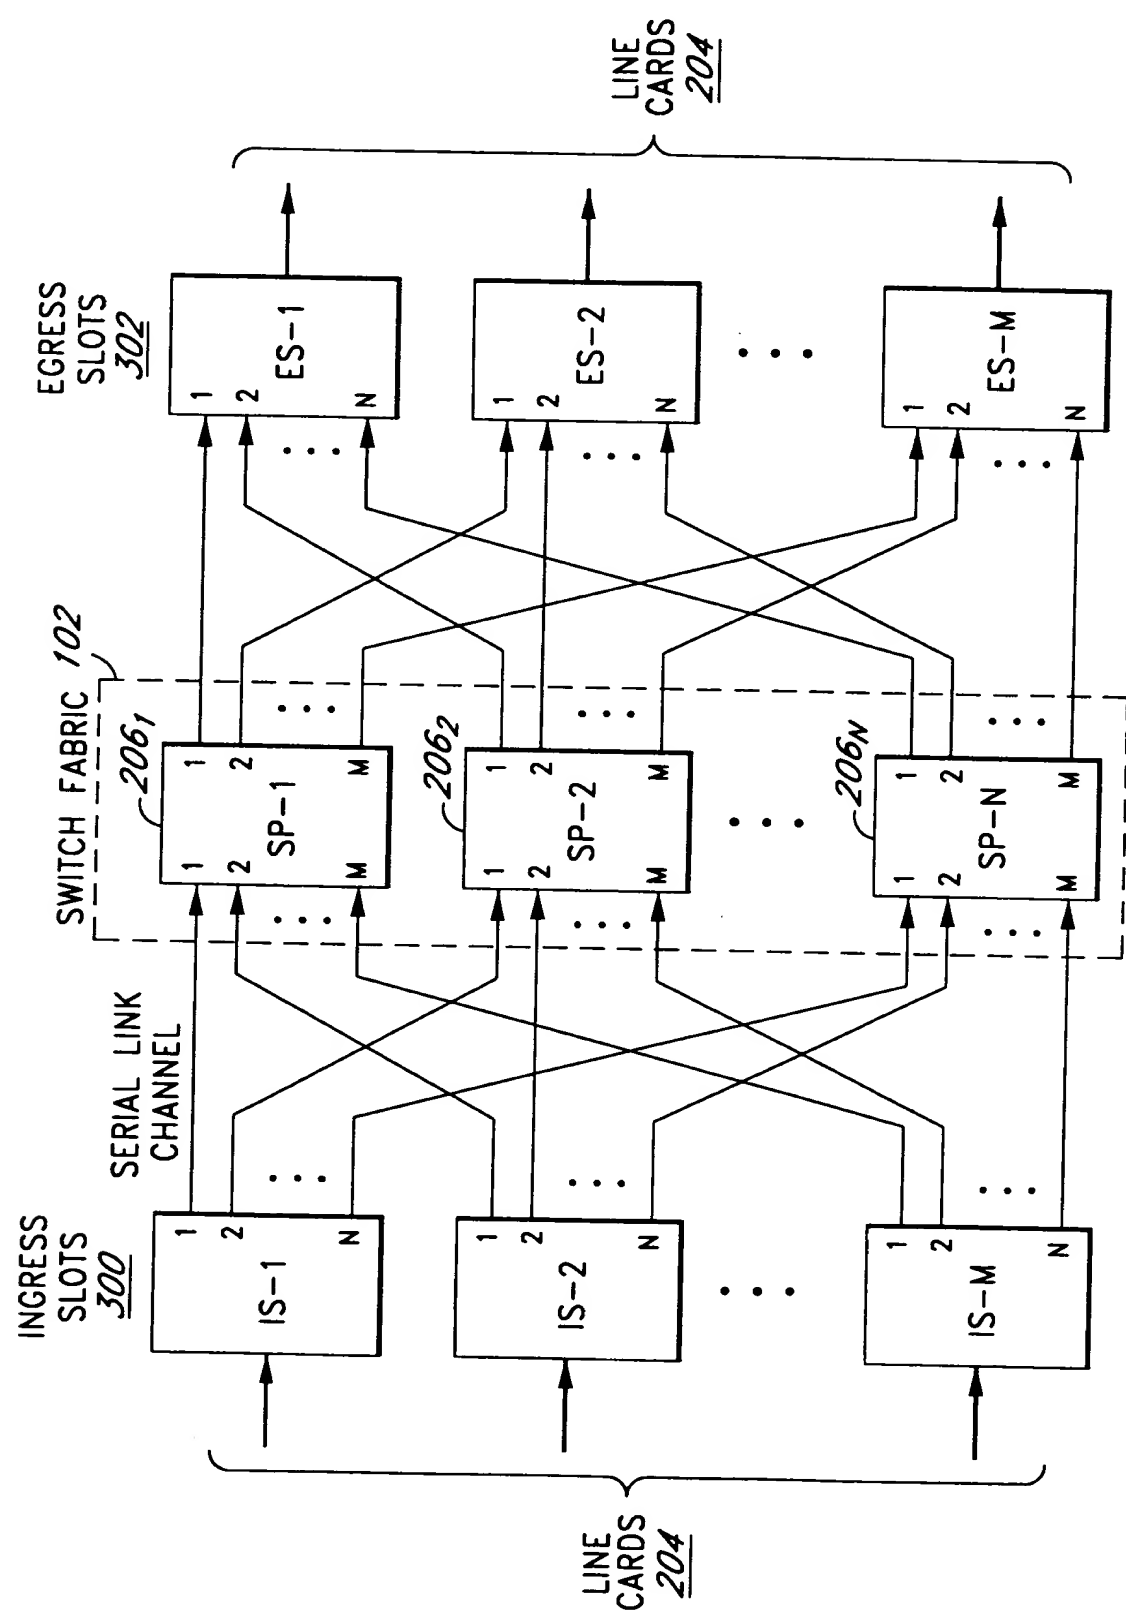 INGRESS
SLOTS
300
SERIAL LINK
CHANNEL
SWITCH FABRIC 102
EGRESS
SLOTS
302
LINE
CARDS
204
IS-1
1
2
N
IS-2
1
2
N
IS-M
1
2
N
206₁
SP-1
1
2
M
1
2
M
206₂
SP-2
1
2
M
1
2
M
206N
SP-N
1
2
M
1
2
M
ES-1
1
2
N
ES-2
1
2
N
ES-M
1
2
N
LINE
CARDS
204